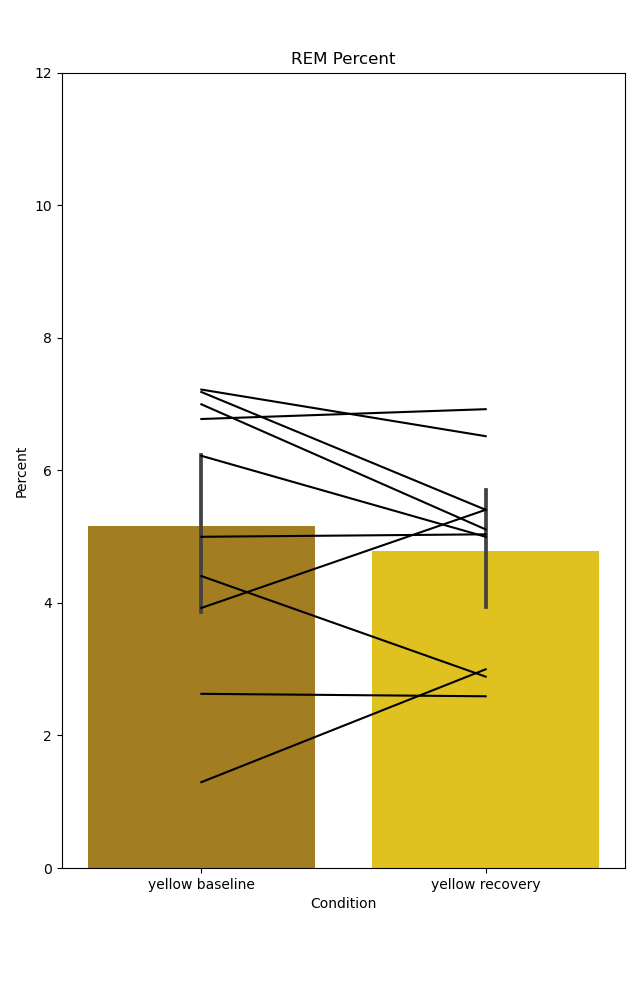 REM Percent
12
10
8
6
4
2
0
Percent
yellow baseline
yellow recovery
Condition